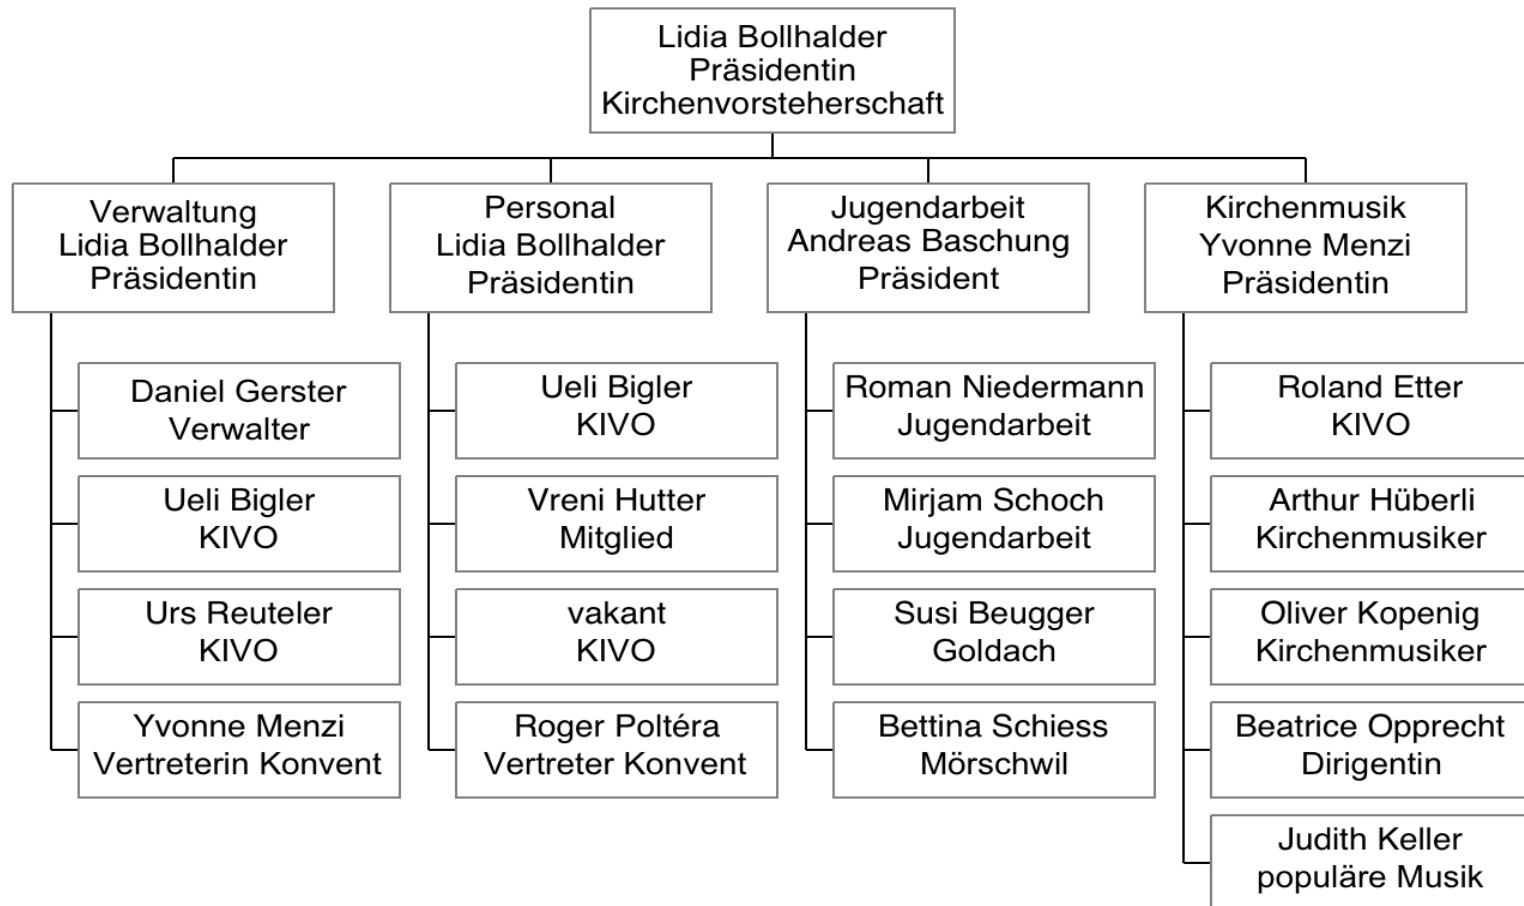 Lidia Bollhalder
Präsidentin
Kirchenvorsteherschaft
Verwaltung
Lidia Bollhalder
Präsidentin
Daniel Gerster
Verwalter
Ueli Bigler
KIVO
Urs Reuteler
KIVO
Yvonne Menzi
Vertreterin Konvent
Personal
Lidia Bollhalder
Präsidentin
Ueli Bigler
KIVO
Vreni Hutter
Mitglied
vakant
KIVO
Roger Poltéra
Vertreter Konvent
Jugendarbeit
Andreas Baschung
Präsident
Roman Niedermann
Jugendarbeit
Mirjam Schoch
Jugendarbeit
Susi Beugger
Goldach
Bettina Schiess
Mörschwil
Kirchenmusik
Yvonne Menzi
Präsidentin
Roland Etter
KIVO
Arthur Hüberli
Kirchenmusiker
Oliver Kopenig
Kirchenmusiker
Beatrice Opprecht
Dirigentin
Judith Keller
populäre Musik